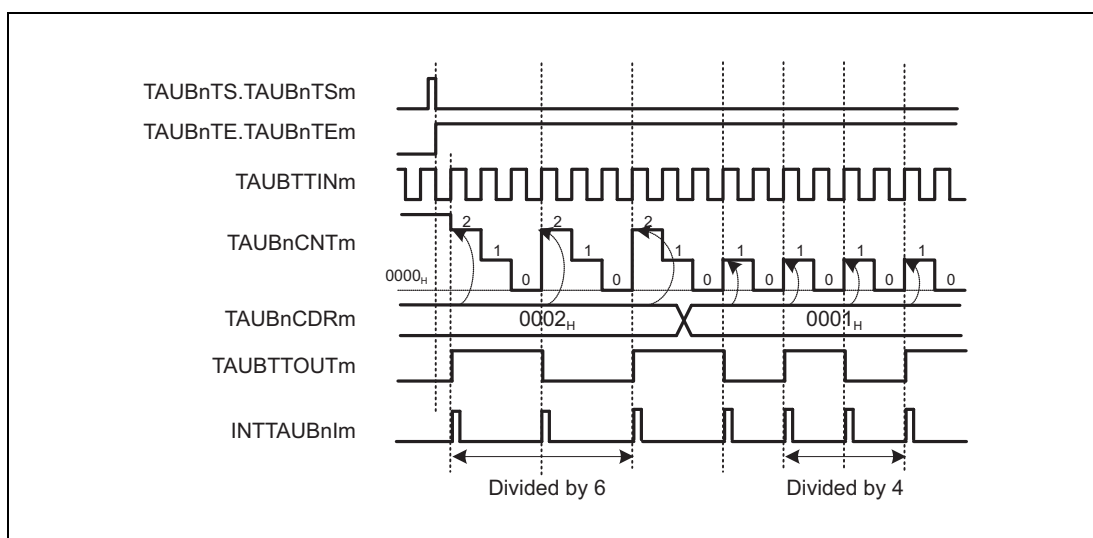 TAUBnTS.TAUBnTSm
TAUBnTE.TAUBnTEm
TAUBTTINm
TAUBnCNTm
2 2 2
1 1 1 1 1 1 1
0000H
0 0 0 0 0 0 0
TAUBnCDRm
0002H 0001H
TAUBTTOUTm
INTTAUBnIm
Divided by 6 Divided by 4